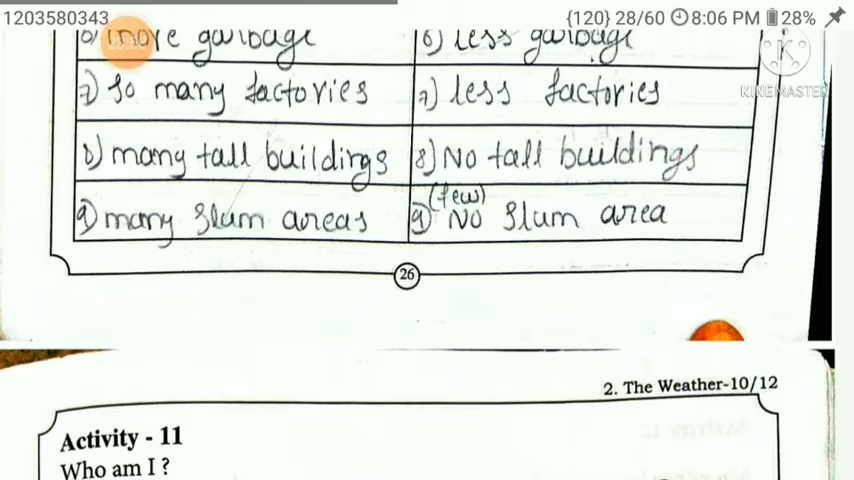 1203580343 {120} 28/60 8:06 PM 28%
6) more garbage 6) less garbage
KINEMASTER
7) so many factories 7) less factories
8) many tall buildings 8) No tall buildings
(few)
9) many slum areas 9) No slum area
26
2. The Weather-10/12
Activity - 11
Who am I ?